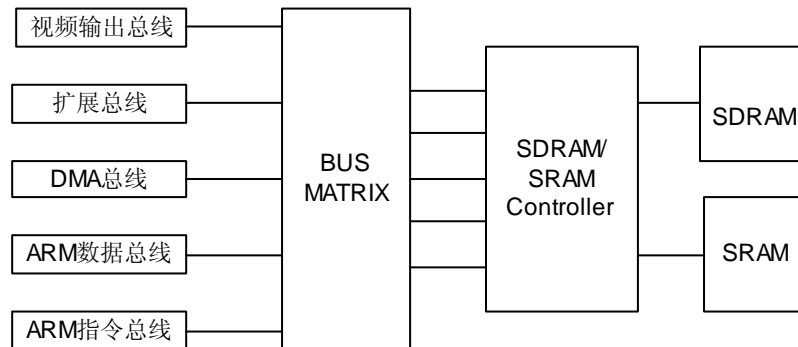 视频输出总线
扩展总线
DMA总线
ARM数据总线
ARM指令总线
BUS
MATRIX
SDRAM/
SRAM
Controller
SDRAM
SRAM